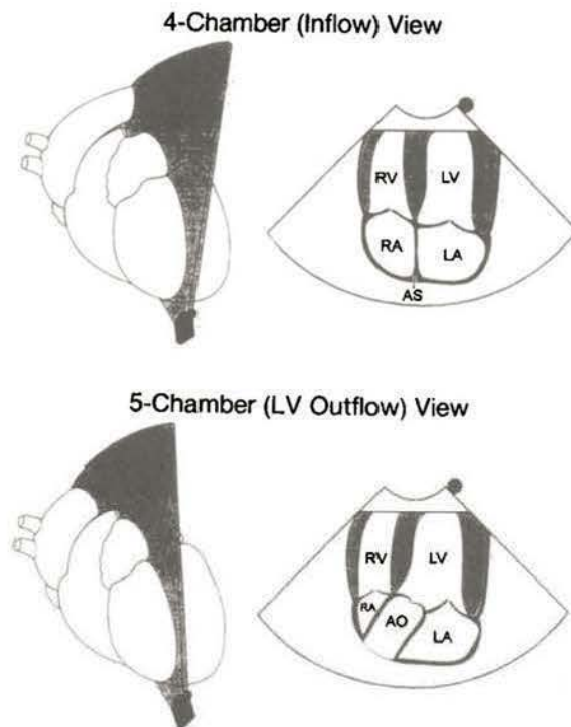 4-Chamber (Inflow) View
RV LV
RA LA
AS
5-Chamber (LV Outflow) View
RV LV
RA AO LA